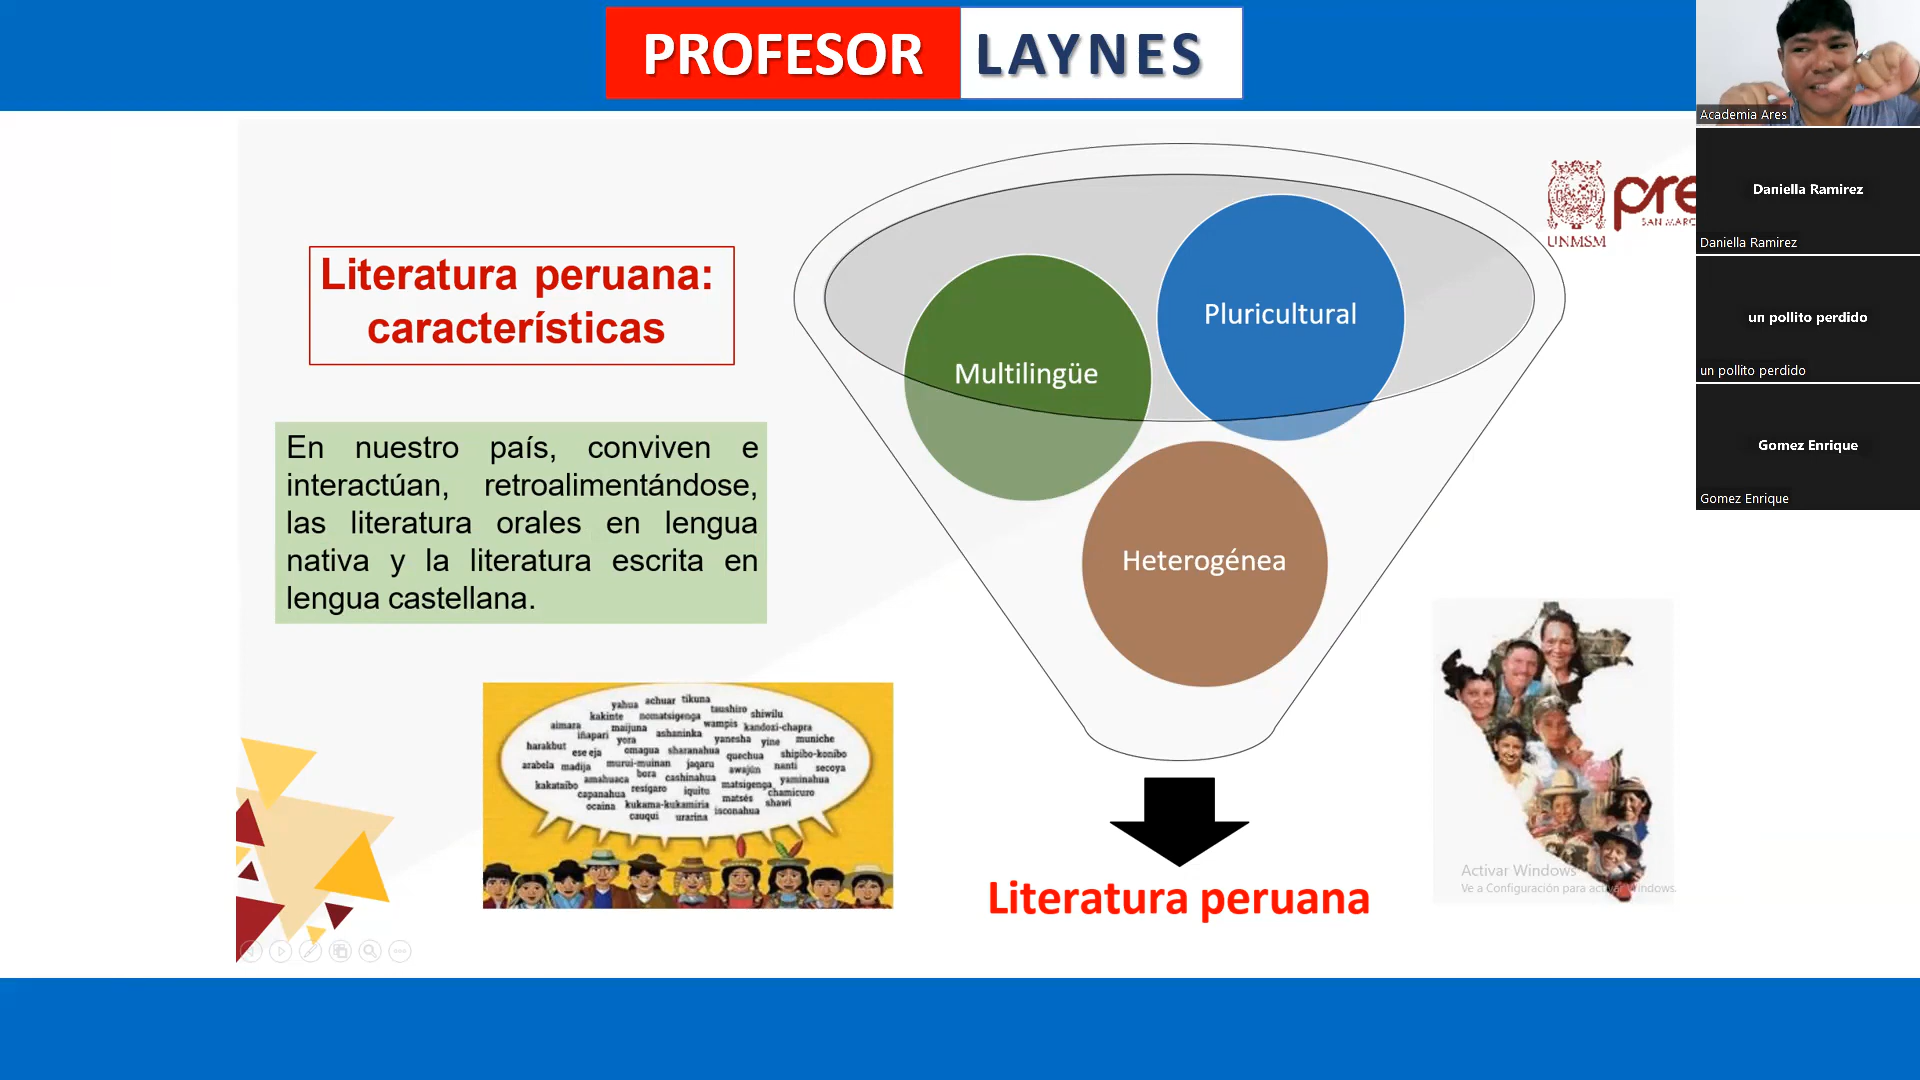 PROFESOR LAYNES
Academia Ares
Daniella Ramirez
Daniella Ramirez
un pollito perdido
un pollito perdido
Gomez Enrique
Gomez Enrique
pre
SAN MARC
UNMSM
Literatura peruana:
características
En nuestro país, conviven e
interactúan, retroalimentándose,
las literatura orales en lengua
nativa y la literatura escrita en
lengua castellana.
Pluricultural
Multilingüe
Heterogénea
Literatura peruana
yahua achuar tikuna
kakinte nomatsigenga taushiro shiwilu
aimara maijuna wampis kandozi-chapra
iñapari yora ashaninka yanesha yine muniche
harakbut ese eja omagua sharanahua quechua shipibo-konibo
arabela madija murui-muinan jaqaru awajún nanti secoya
kakataibo amahuaca bora cashinahua matsigenga yaminahua
capanahua resígaro iquitu matsés chamicuro
ocaina kukama-kukamiria isconahua shawi
cauqui urarina
Activar Windows
Ve a Configuración para activar Windows.